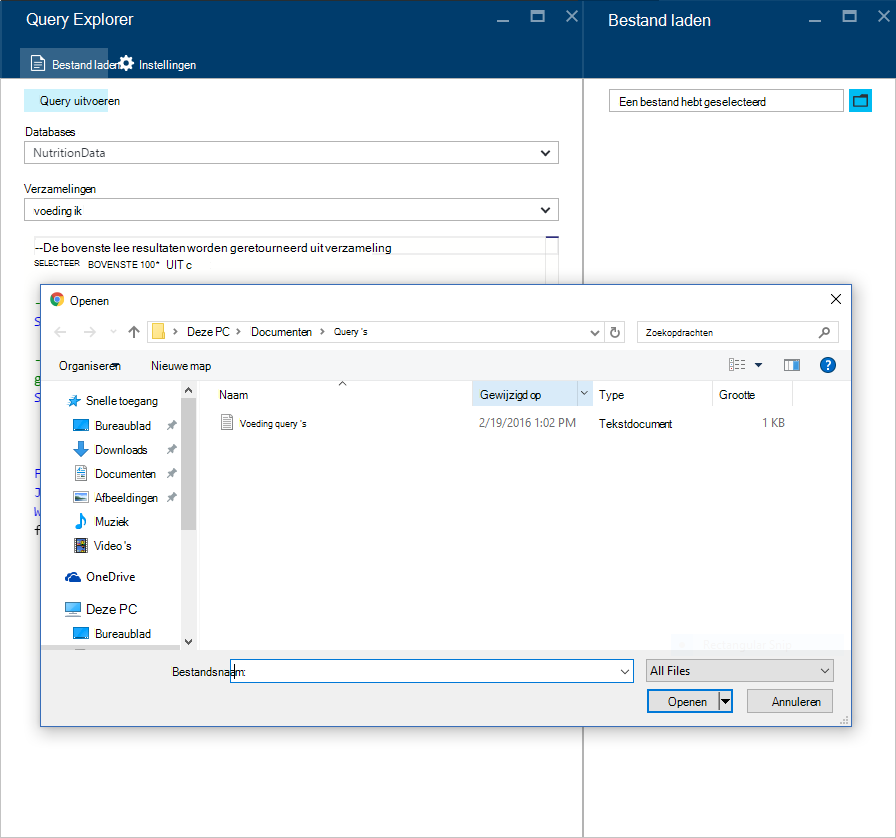 Query Explorer
Bestand laden
Bestand laden Instellingen
Query uitvoeren
Een bestand hebt geselecteerd
Databases
NutritionData
Verzamelingen
voeding ik
--De bovenste lee resultaten worden geretourneerd uit verzameling
SELECTEER BOVENSTE 100* UIT c
Openen
Deze PC Documenten Query 's
Zoekopdrachten
Organiseren Nieuwe map
Naam Gewijzigd op Type Grootte
Voeding query 's 2/19/2016 1:02 PM Tekstdocument 1 KB
Snelle toegang
Bureaublad
Downloads
Documenten
Afbeeldingen
Muziek
Video's
OneDrive
Deze PC
Bureaublad
Bestandsnaam:
All Files
Openen Annuleren